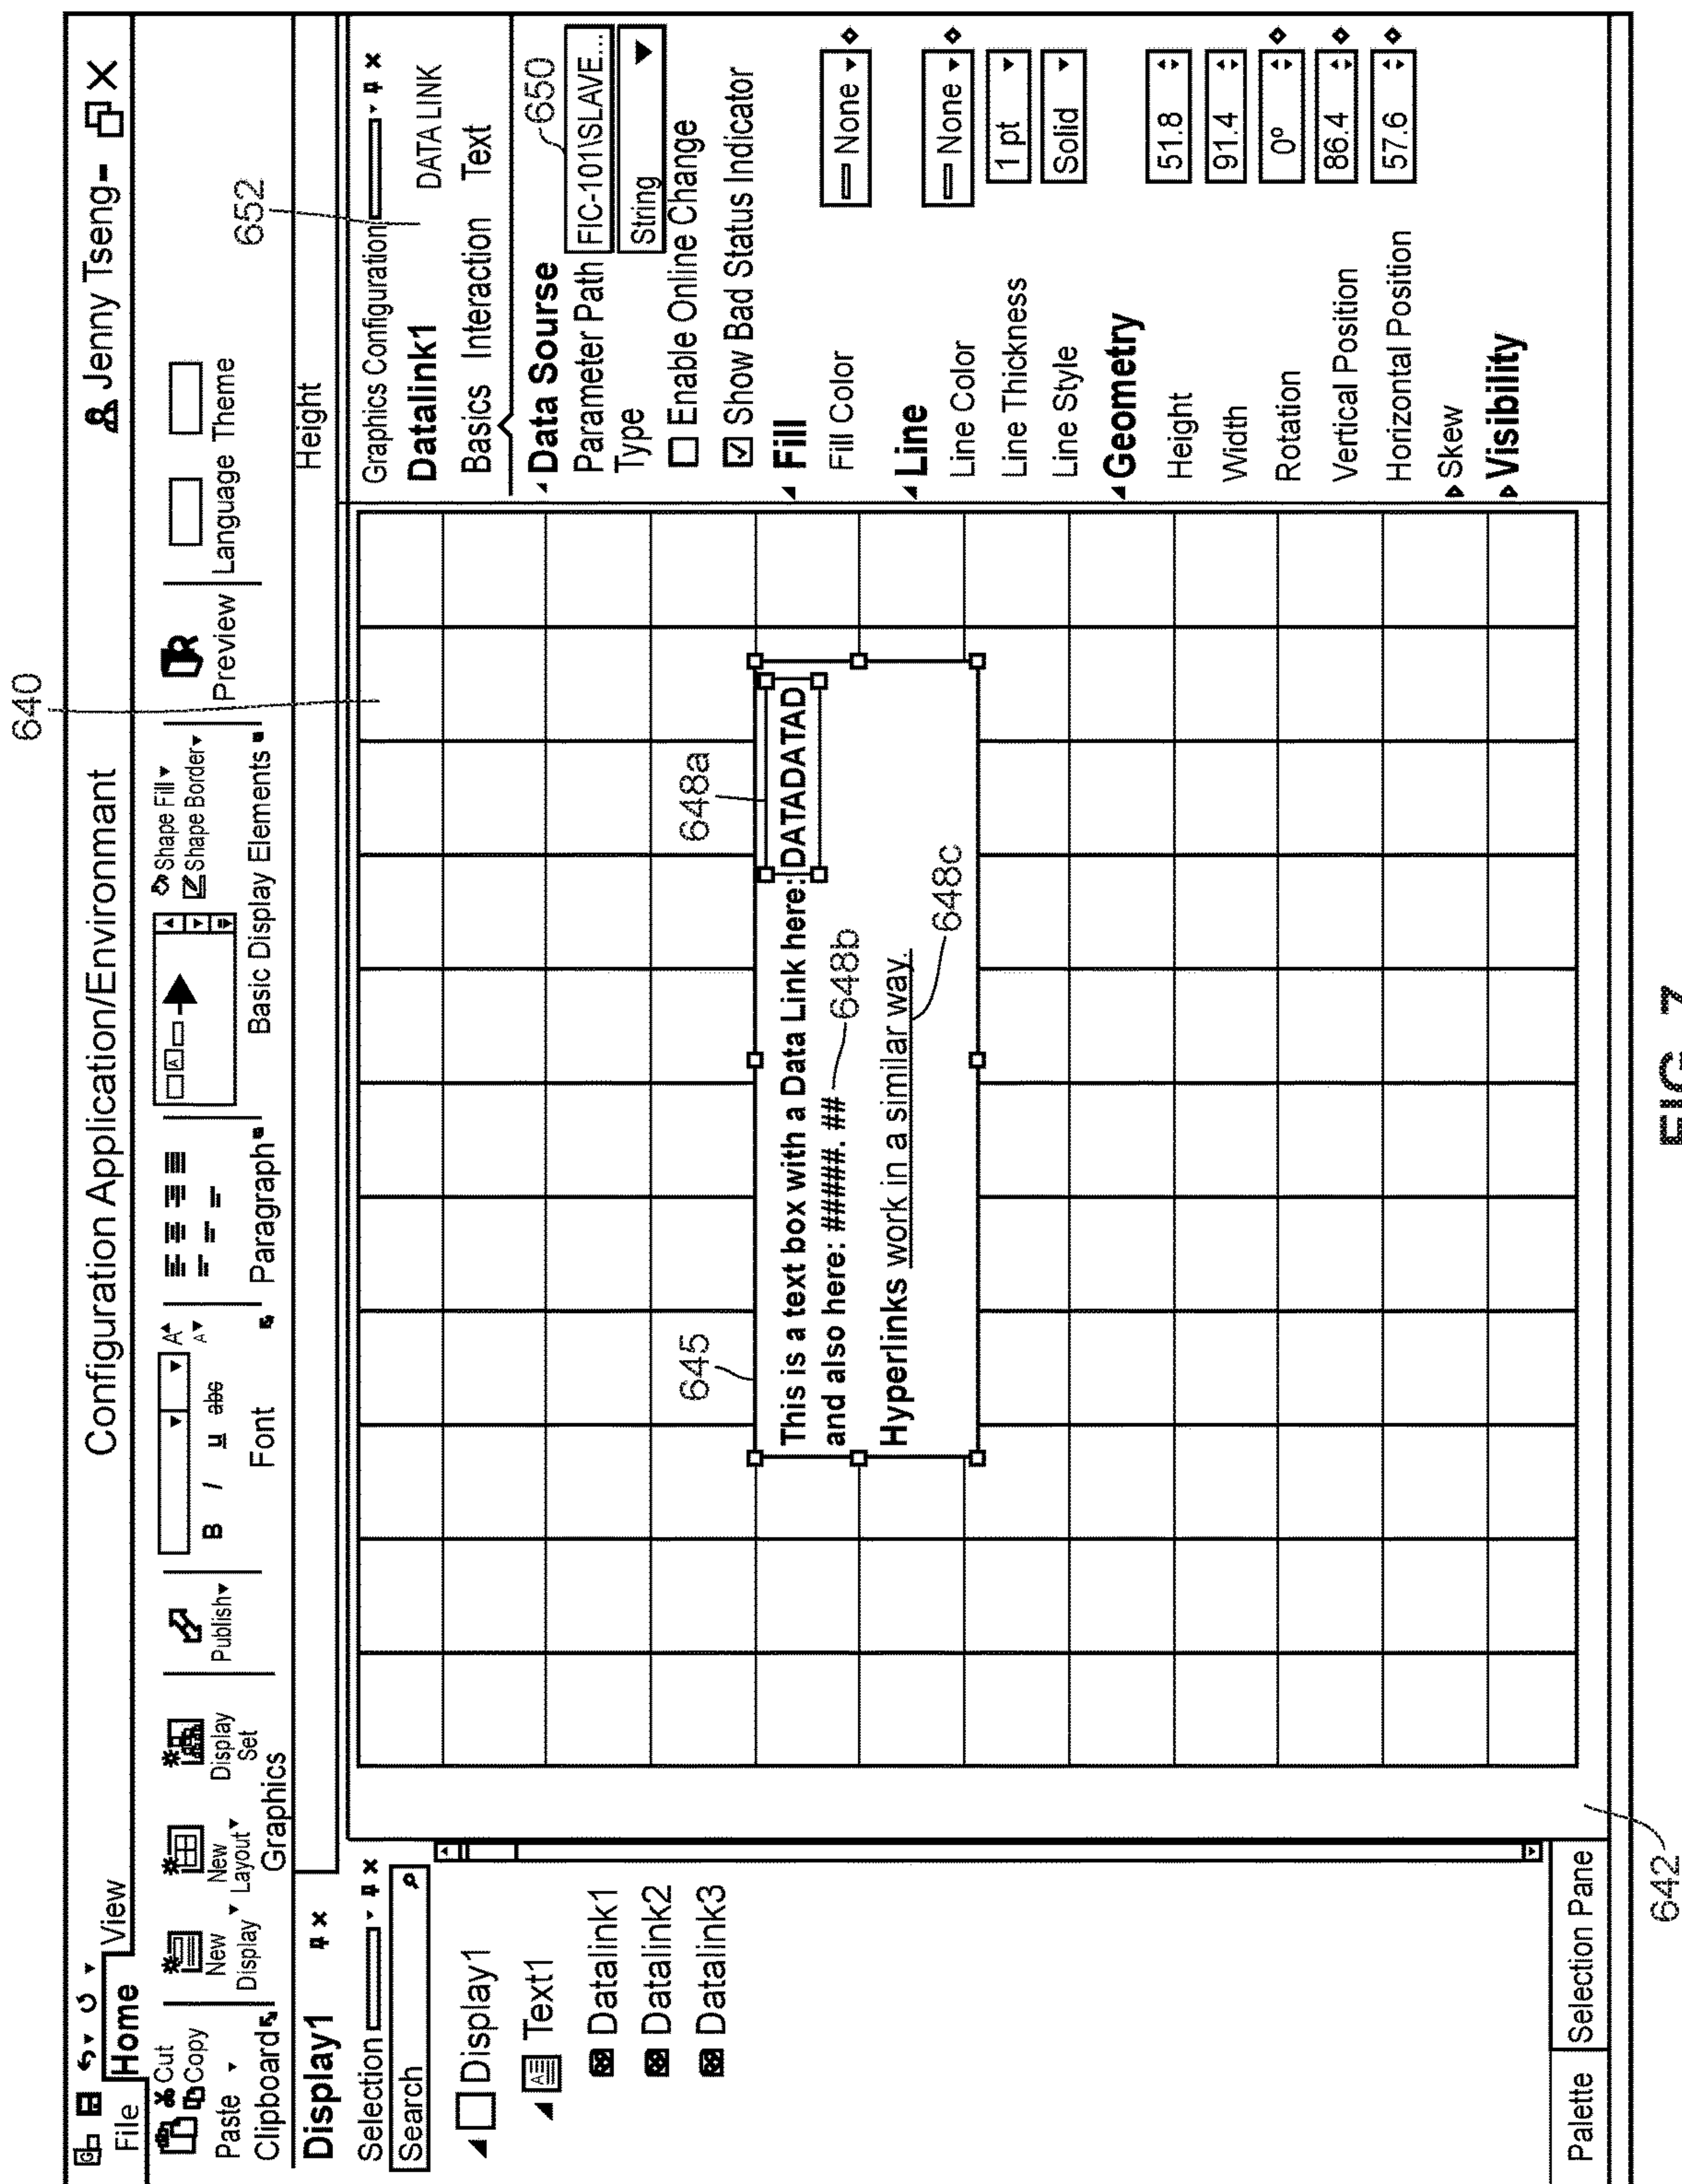 640
Configuration Application/Environmant
Jenny Tseng
File Home View
Cut
Copy
Paste
Clipboard
New Display
New Layout
Display Set
Graphics
Publish
B I u abc
A A
Font
Paragraph
A
Shape Fill
Shape Border
Basic Display Elements
Preview
Language Theme
Display1
Height
Selection
Search
Display1
Text1
Datalink1
Datalink2
Datalink3
Palette
Selection Pane
642
645
648a
This is a text box with a Data Link here: DATADATAD
and also here: #####. ##
648b
Hyperlinks work in a similar way.
648c
652
Graphics Configuration
Datalink1 DATA LINK
Basics Interaction Text
650
Data Sourse
Parameter Path FIC-101\SLAVE...
Type String
Enable Online Change
Show Bad Status Indicator
Fill
Fill Color None
Line
Line Color None
Line Thickness 1 pt
Line Style Solid
Geometry
Height 51.8
Width 91.4
Rotation 0°
Vertical Position 86.4
Horizontal Position 57.6
Skew
Visibility